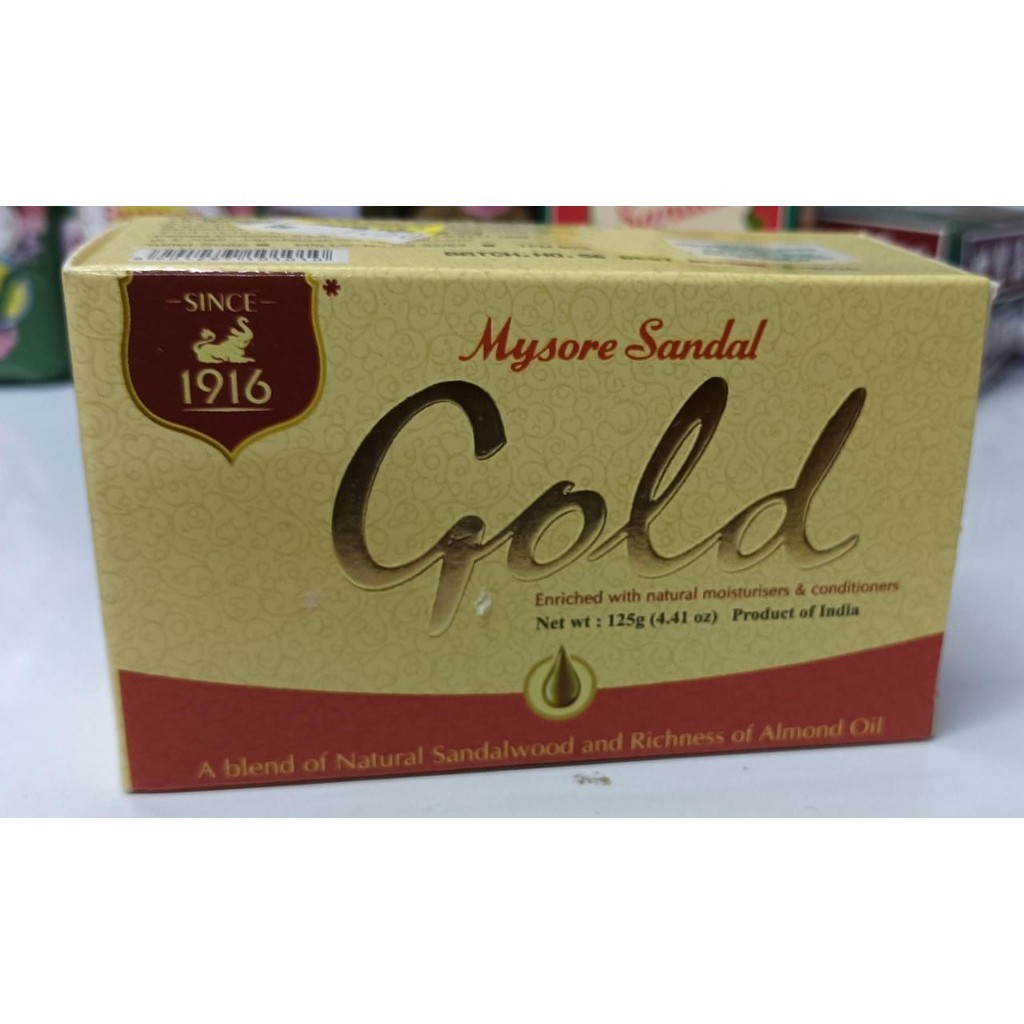 SINCE
1916
*
Mysore Sandal
Gold
Enriched with natural moisturisers & conditioners
Net wt : 125g (4.41 oz) Product of India
A blend of Natural Sandalwood and Richness of Almond Oil